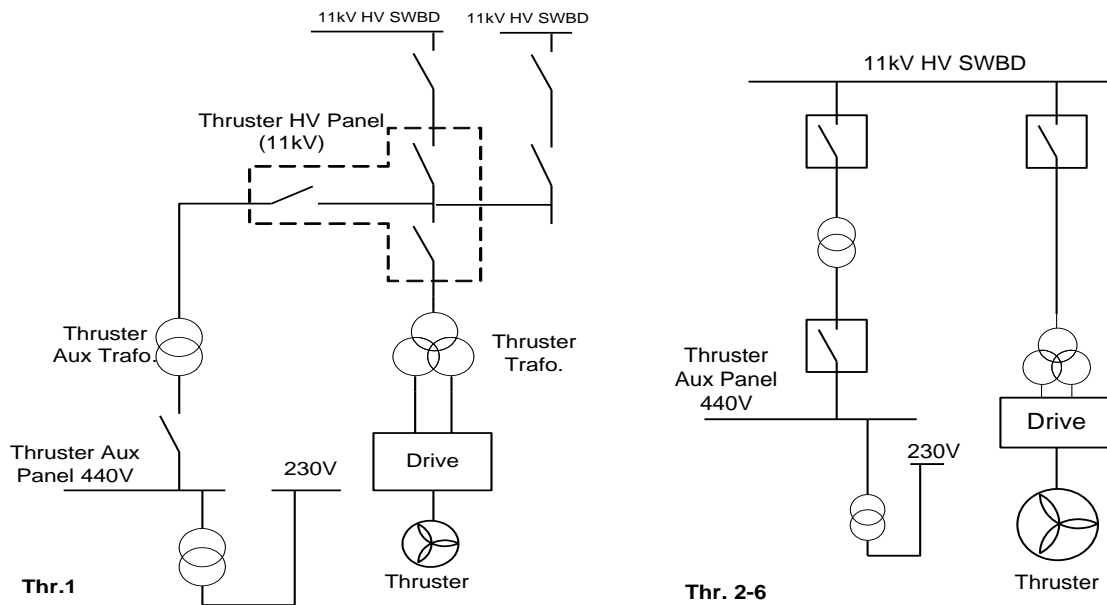 11kV HV SWBD
11kV HV SWBD
Thruster HV Panel
(11kV)
Thruster
Aux Trafo.
Thruster
Trafo.
Thruster Aux
Panel 440V
230V
Drive
Thruster
Thr.1
11kV HV SWBD
Thruster
Aux Panel
440V
230V
Drive
Thruster
Thr. 2-6